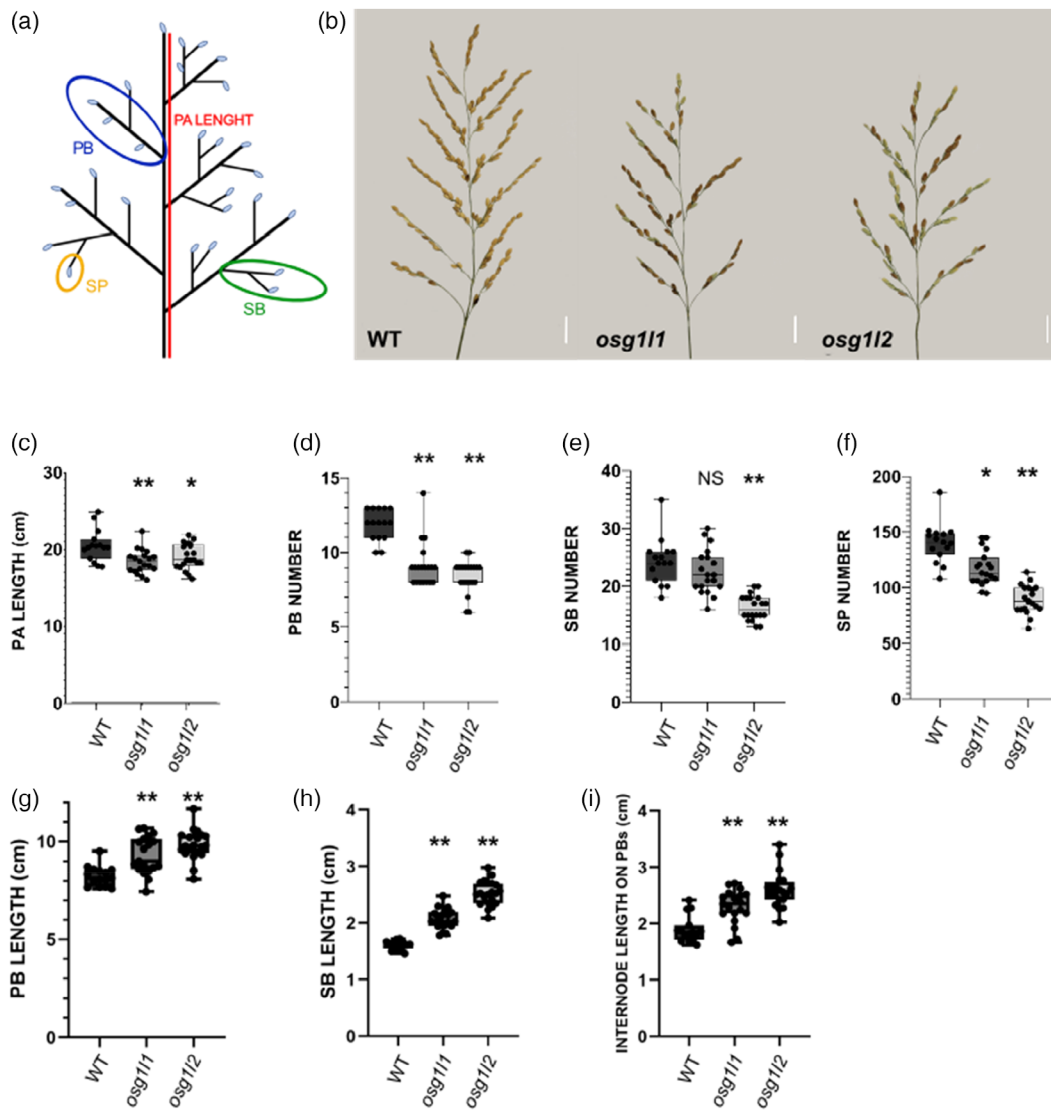 (a)
PA LENGHT
PB
SP
SB
(b)
WT
osg1l1
osg1l2
(c)
PA LENGTH (cm)
30
20
10
0
**
*
WT
osg1l1
osg1l2
(d)
PB NUMBER
15
10
5
0
**
**
WT
osg1l1
osg1l2
(e)
SB NUMBER
40
30
20
10
0
NS
**
WT
osg1l1
osg1l2
(f)
SP NUMBER
200
150
100
50
0
*
**
WT
osg1l1
osg1l2
(g)
PB LENGTH (cm)
10
5
0
**
**
WT
osg1l1
osg1l2
(h)
SB LENGTH (cm)
4
3
2
1
0
**
**
WT
osg1l1
osg1l2
(i)
INTERNODE LENGTH ON PBs (cm)
4
3
2
1
0
**
**
WT
osg1l1
osg1l2